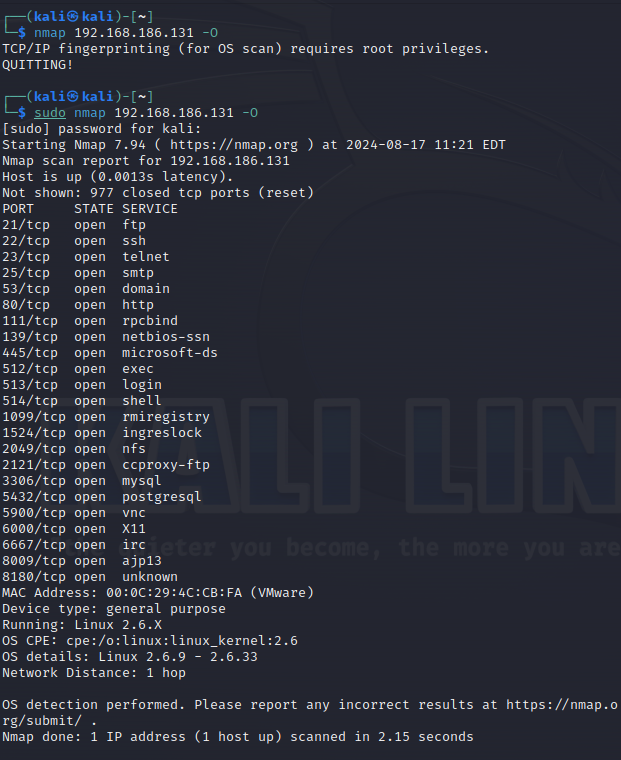 ┌──(kali㉿kali)-[~]
└─$ nmap 192.168.186.131 -O
TCP/IP fingerprinting (for OS scan) requires root privileges.
QUITTING!
┌──(kali㉿kali)-[~]
└─$ sudo nmap 192.168.186.131 -O
[sudo] password for kali:
Starting Nmap 7.94 ( https://nmap.org ) at 2024-08-17 11:21 EDT
Nmap scan report for 192.168.186.131
Host is up (0.0013s latency).
Not shown: 977 closed tcp ports (reset)
PORT     STATE SERVICE
21/tcp   open  ftp
22/tcp   open  ssh
23/tcp   open  telnet
25/tcp   open  smtp
53/tcp   open  domain
80/tcp   open  http
111/tcp  open  rpcbind
139/tcp  open  netbios-ssn
445/tcp  open  microsoft-ds
512/tcp  open  exec
513/tcp  open  login
514/tcp  open  shell
1099/tcp open  rmiregistry
1524/tcp open  ingreslock
2049/tcp open  nfs
2121/tcp open  ccproxy-ftp
3306/tcp open  mysql
5432/tcp open  postgresql
5900/tcp open  vnc
6000/tcp open  X11
6667/tcp open  irc
8009/tcp open  ajp13
8180/tcp open  unknown
MAC Address: 00:0C:29:4C:CB:FA (VMware)
Device type: general purpose
Running: Linux 2.6.X
OS CPE: cpe:/o:linux:linux_kernel:2.6
OS details: Linux 2.6.9 - 2.6.33
Network Distance: 1 hop
OS detection performed. Please report any incorrect results at https://nmap.o
rg/submit/ .
Nmap done: 1 IP address (1 host up) scanned in 2.15 seconds
KALI LIN
you become, the more you are